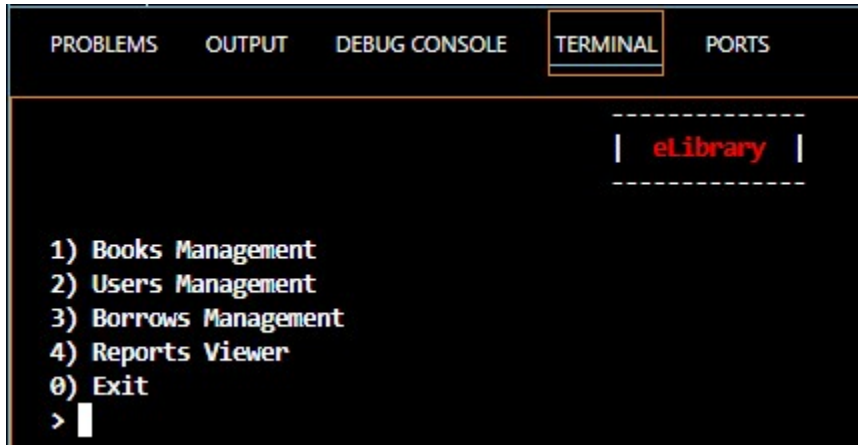 PROBLEMS OUTPUT DEBUG CONSOLE TERMINAL PORTS
--------------
| eLibrary |
--------------
1) Books Management
2) Users Management
3) Borrows Management
4) Reports Viewer
0) Exit
>